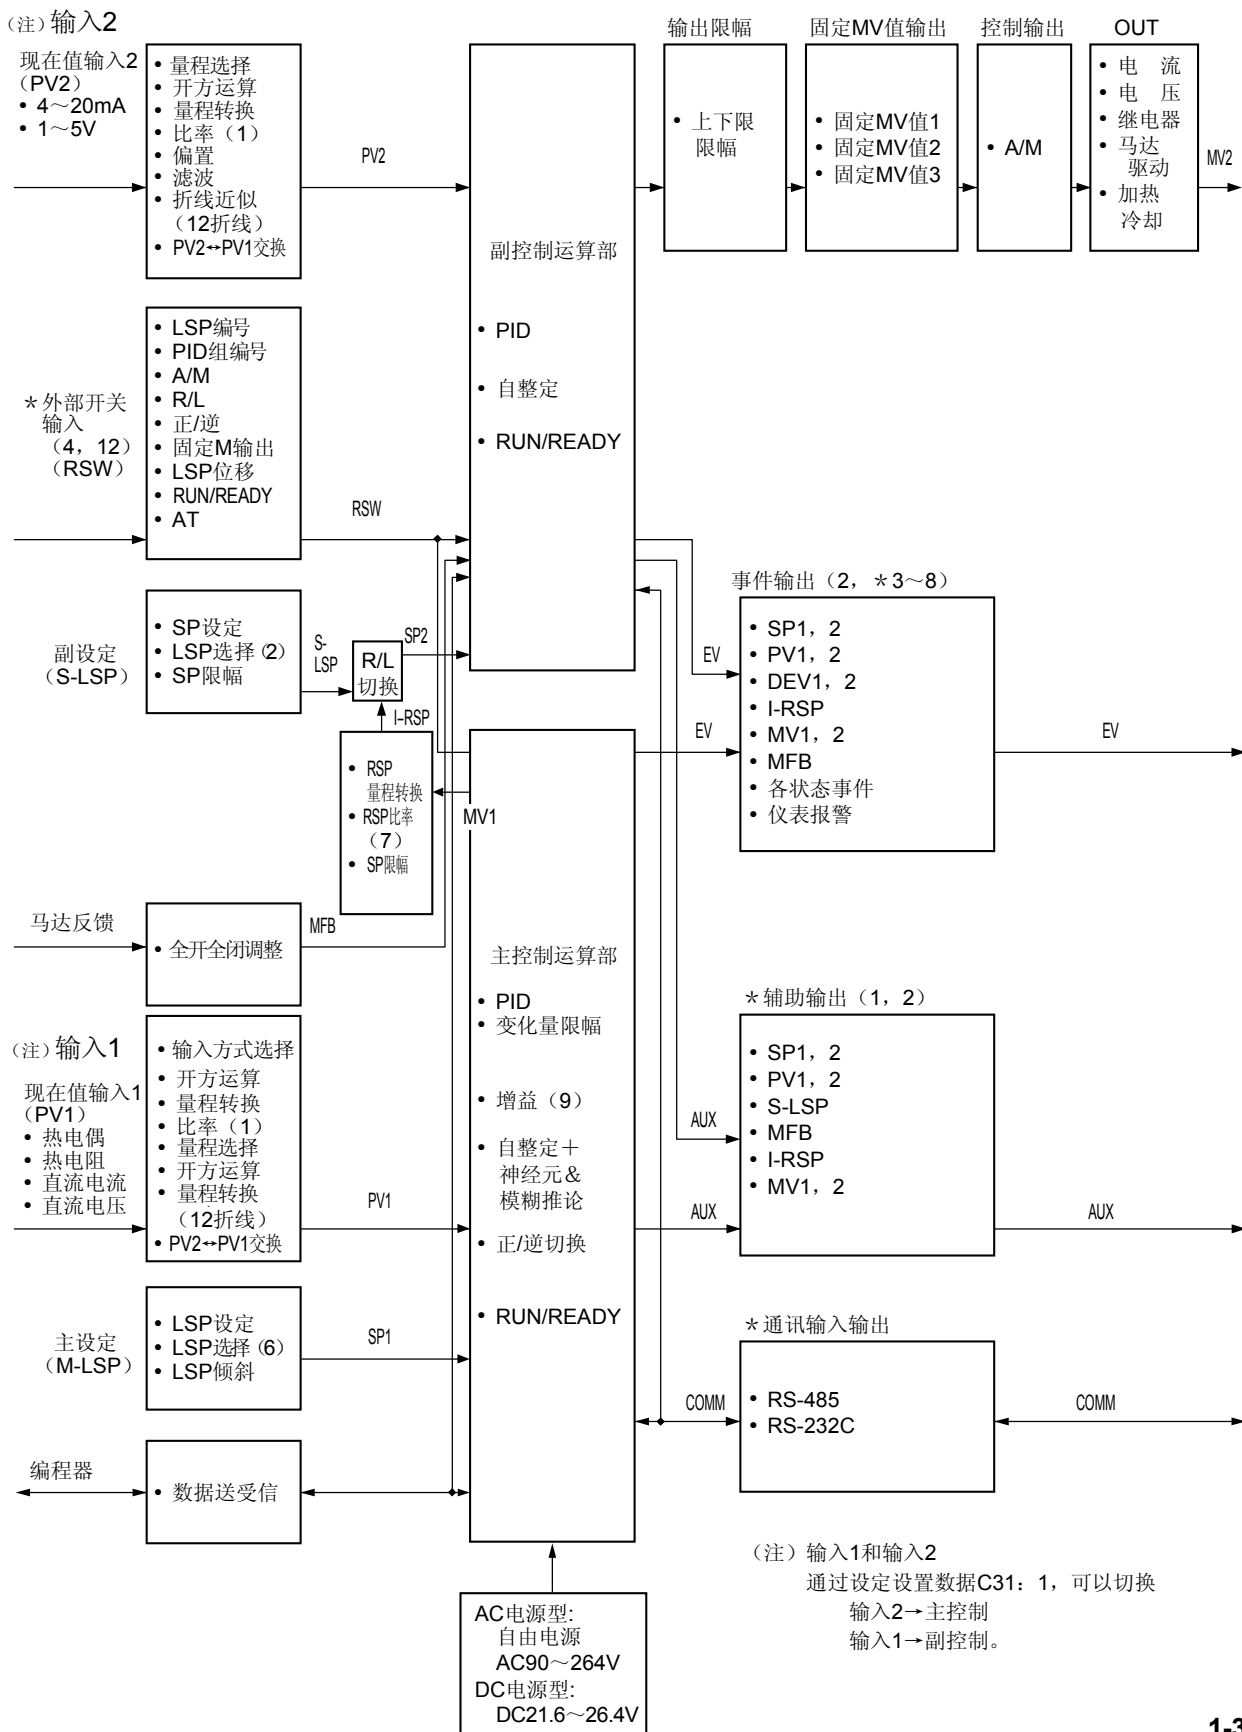 （注）输入2
现在值输入2
（PV2）
• 4～20mA
• 1～5V
• 量程选择
• 开方运算
• 量程转换
• 比率（1）
• 偏置
• 滤波
• 折线近似
（12折线）
• PV2↔PV1交换
PV2
副控制运算部
• PID
• 自整定
• RUN/READY
输出限幅
• 上下限
限幅
固定MV值输出
• 固定MV值1
• 固定MV值2
• 固定MV值3
控制输出
• A/M
OUT
• 电 流
• 电 压
• 继电器
• 马达
驱动
• 加热
冷却
MV2
＊外部开关
输入
（4，12）
（RSW）
• LSP编号
• PID组编号
• A/M
• R/L
• 正/逆
• 固定M输出
• LSP位移
• RUN/READY
• AT
RSW
副设定
（S-LSP）
• SP设定
• LSP选择（2）
• SP限幅
S-
LSP
R/L
切换
SP2
I-RSP
• RSP
量程转换
• RSP比率
（7）
• SP限幅
MV1
马达反馈
• 全开全闭调整
MFB
主控制运算部
• PID
• 变化量限幅
• 增益（9）
• 自整定＋
神经元&
模糊推论
• 正/逆切换
• RUN/READY
（注）输入1
现在值输入1
（PV1）
• 热电偶
• 热电阻
• 直流电流
• 直流电压
• 输入方式选择
• 开方运算
• 量程转换
• 比率（1）
• 量程选择
• 开方运算
• 量程转换
（12折线）
• PV2↔PV1交换
PV1
主设定
（M-LSP）
• LSP设定
• LSP选择（6）
• LSP倾斜
SP1
编程器
• 数据送受信
AC电源型:
自由电源
AC90～264V
DC电源型:
DC21.6～26.4V
事件输出（2，＊3～8）
EV
EV
• SP1，2
• PV1，2
• DEV1，2
• I-RSP
• MV1，2
• MFB
• 各状态事件
• 仪表报警
EV
＊辅助输出（1，2）
AUX
AUX
• SP1，2
• PV1，2
• S-LSP
• MFB
• I-RSP
• MV1，2
AUX
＊通讯输入输出
COMM
• RS-485
• RS-232C
COMM
（注）输入1和输入2
通过设定设置数据C31：1，可以切换
输入2→主控制
输入1→副控制。
1-3